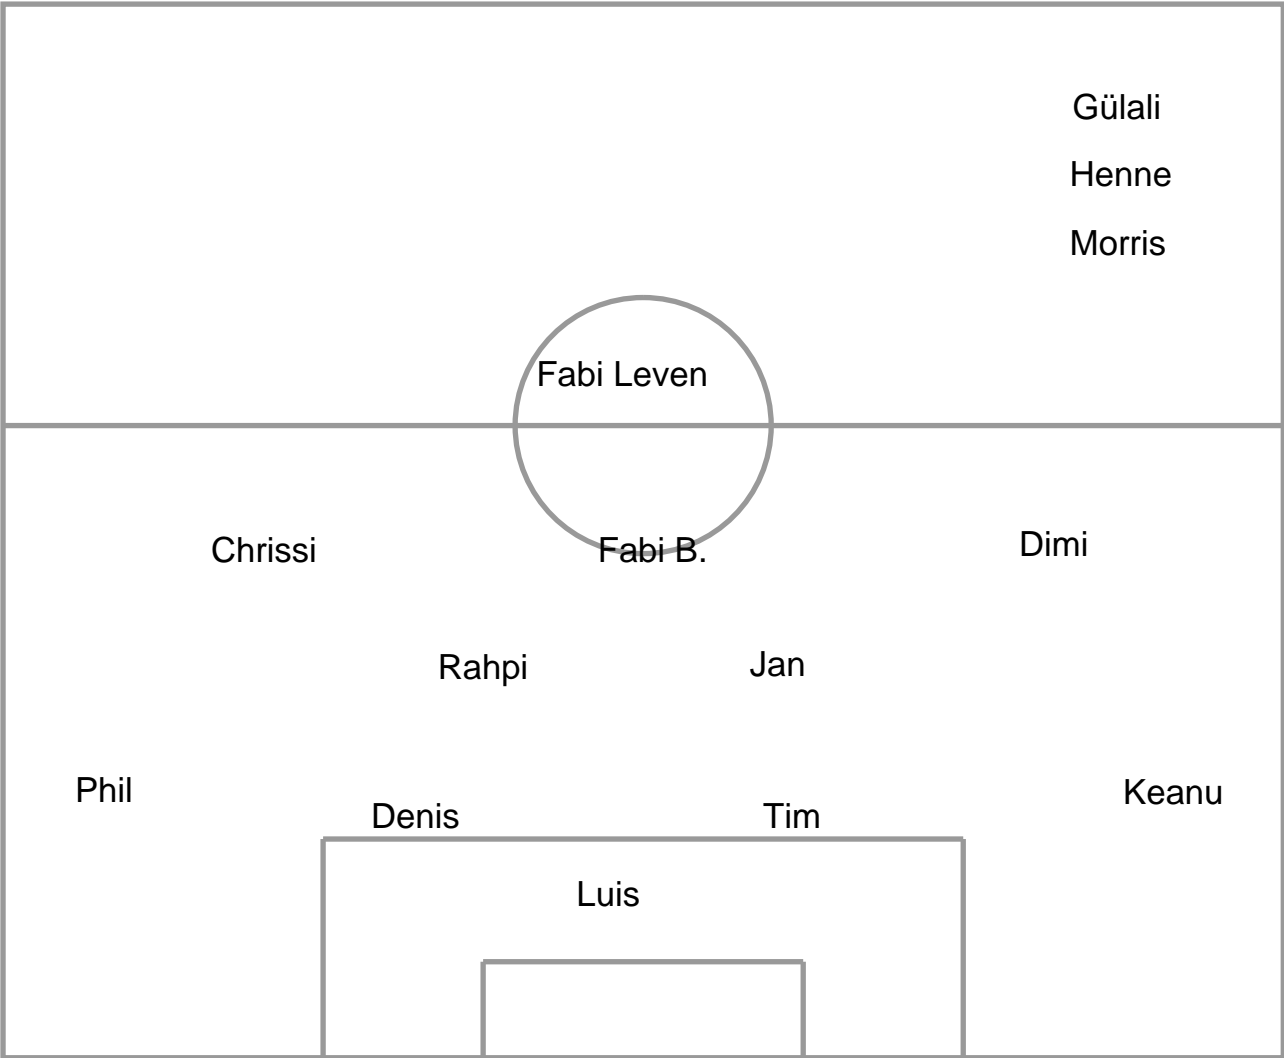 Gülali
Henne
Morris
Fabi Leven
Chrissi
Fabi B.
Dimi
Rahpi
Jan
Phil
Keanu
Denis
Tim
Luis